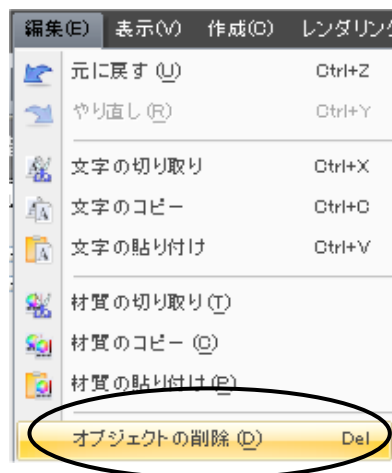 編集(E) 表示(V) 作成(C) レンダリング
元に戻す (U) Ctrl+Z
やり直し (R) Ctrl+Y
文字の切り取り Ctrl+X
文字のコピー Ctrl+C
文字の貼り付け Ctrl+V
材質の切り取り (T)
材質のコピー (C)
材質の貼り付け (P)
オブジェクトの削除 (D) Del